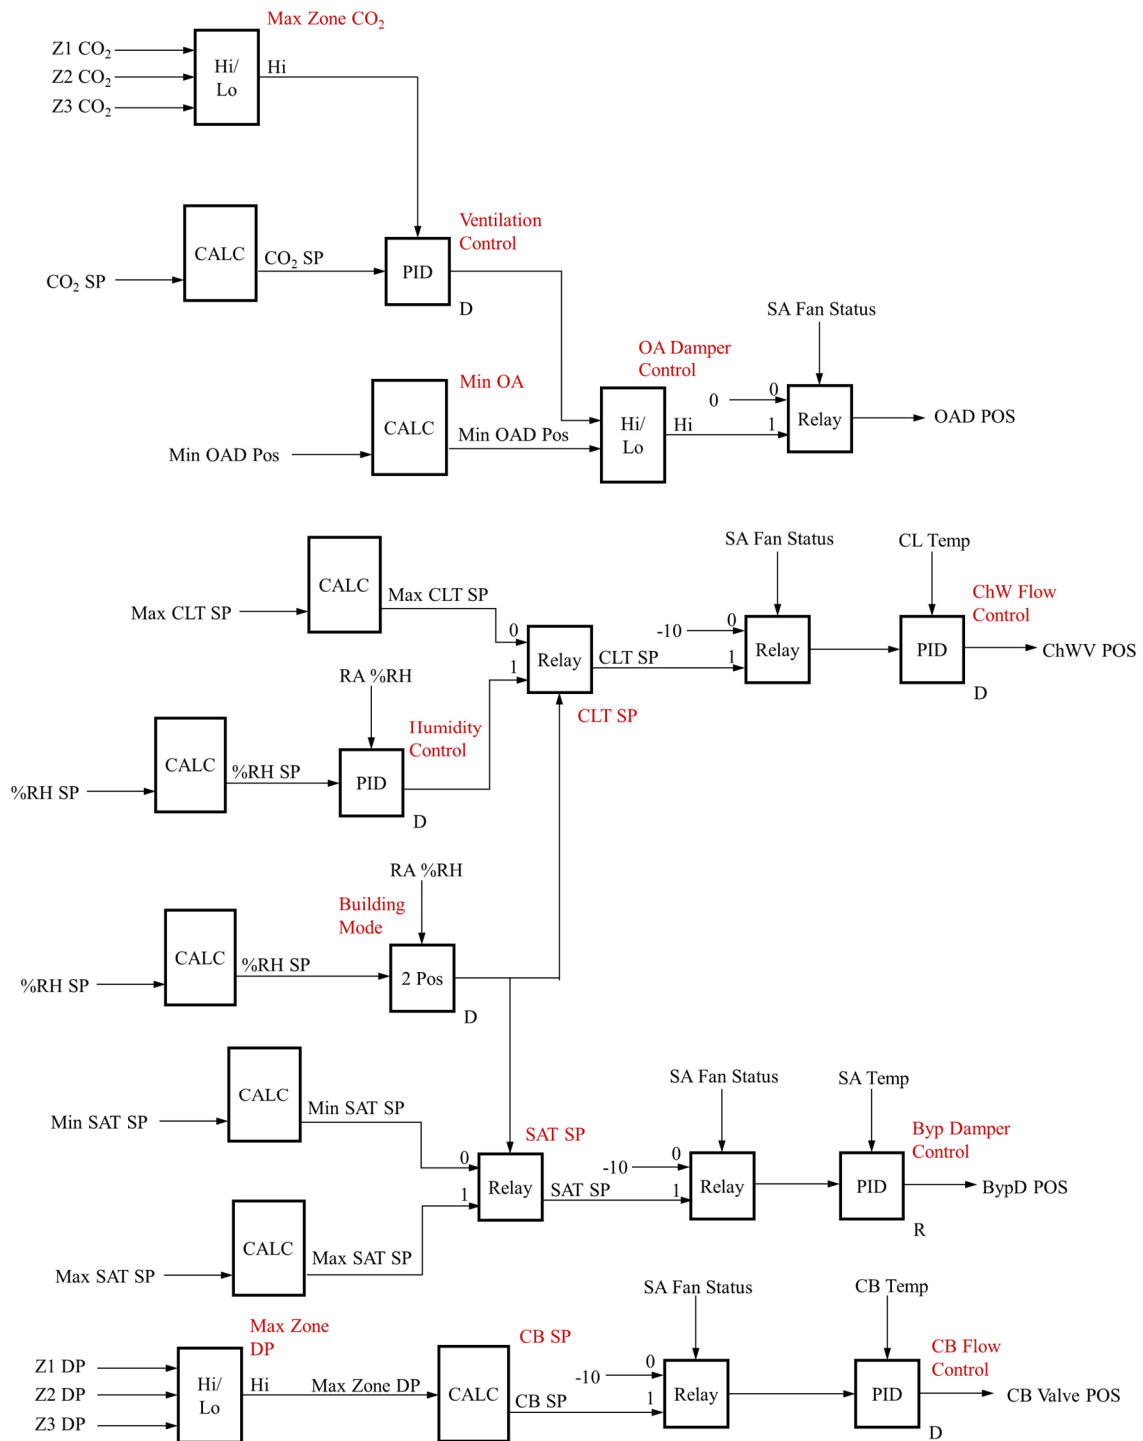 Max Zone CO₂
Z1 CO₂
Z2 CO₂
Z3 CO₂
Hi/
Lo
Hi
CO₂ SP
CALC
CO₂ SP
PID
D
Ventilation
Control
Min OAD Pos
CALC
Min OA
Min OAD Pos
OA Damper
Control
Hi/
Lo
Hi
SA Fan Status
0
0
1
Relay
OAD POS
Max CLT SP
CALC
Max CLT SP
0
1
Relay
CLT SP
CLT SP
SA Fan Status
-10
0
1
Relay
CL Temp
PID
D
ChW Flow
Control
ChWV POS
%RH SP
CALC
%RH SP
RA %RH
PID
D
Humidity
Control
%RH SP
CALC
%RH SP
RA %RH
Building
Mode
2 Pos
D
Min SAT SP
CALC
Min SAT SP
Max SAT SP
CALC
Max SAT SP
0
1
Relay
SAT SP
SAT SP
SA Fan Status
-10
0
1
Relay
SA Temp
PID
R
Byp Damper
Control
BypD POS
Max Zone
DP
Z1 DP
Z2 DP
Z3 DP
Hi/
Lo
Hi
Max Zone DP
CALC
CB SP
CB SP
SA Fan Status
-10
0
1
Relay
CB Temp
PID
D
CB Flow
Control
CB Valve POS